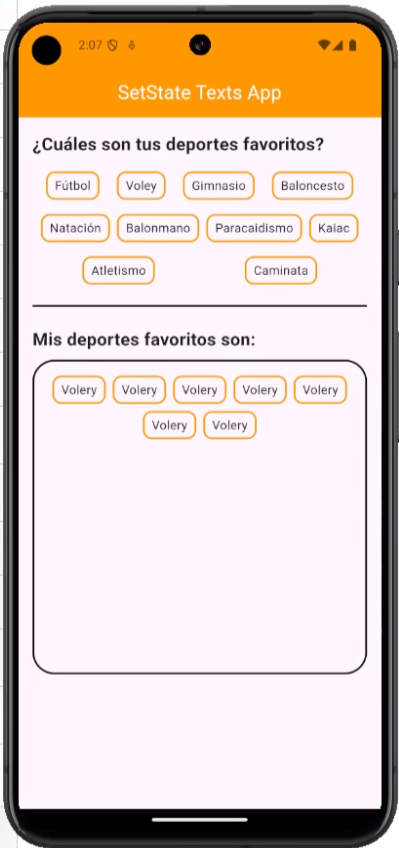 2:07
SetState Texts App
¿Cuáles son tus deportes favoritos?
Fútbol Voley Gimnasio Baloncesto
Natación Balonmano Paracaidismo Kaiac
Atletismo Caminata
Mis deportes favoritos son:
Volery Volery Volery Volery Volery
Volery Volery